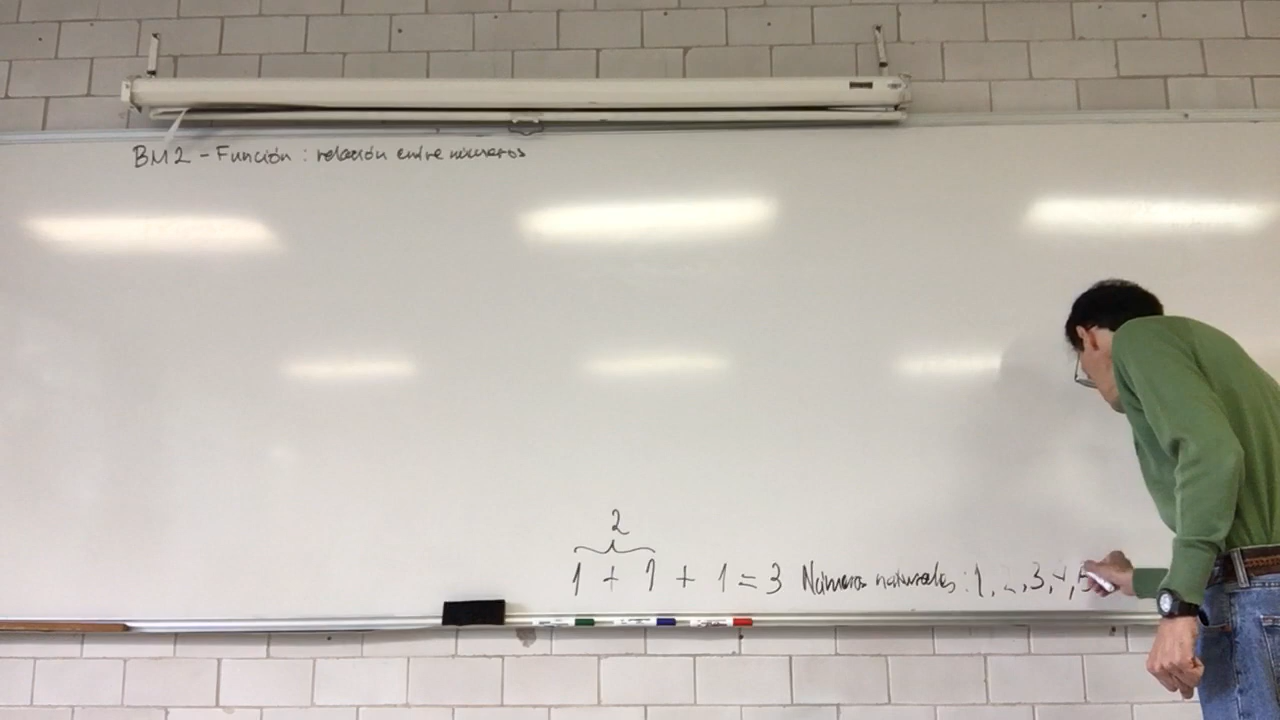 BM2 - Función : relación entre números
2
1 + 1 + 1 = 3 Números naturales : 1, 2, 3, 4, 5